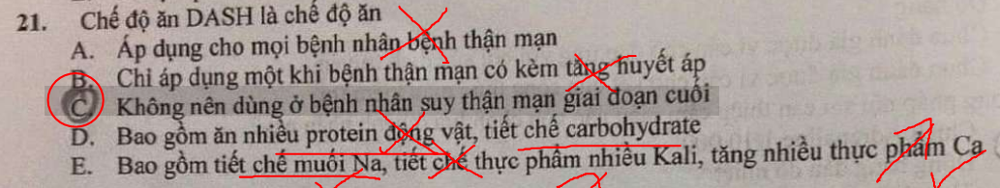 21. Chế độ ăn DASH là chế độ ăn
A. Áp dụng cho mọi bệnh nhân bệnh thận mạn
B. Chỉ áp dụng một khi bệnh thận mạn có kèm tăng huyết áp
C. Không nên dùng ở bệnh nhân suy thận mạn giai đoạn cuối
D. Bao gồm ăn nhiều protein động vật, tiết chế carbohydrate
E. Bao gồm tiết chế muối Na, tiết chế thực phẩm nhiều Kali, tăng nhiều thực phẩm Ca